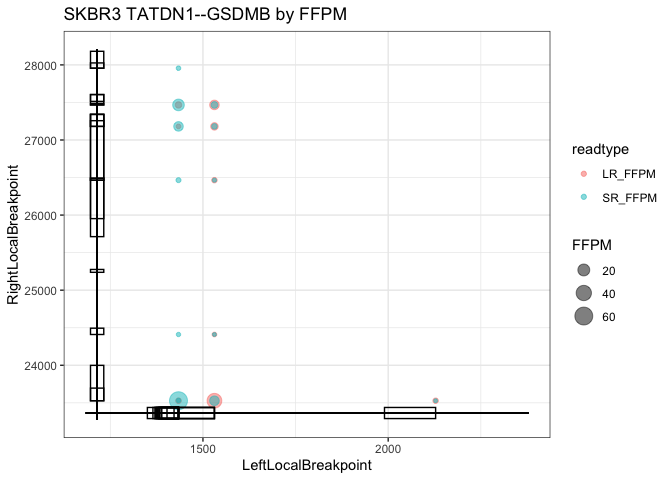 SKBR3 TATDN1--GSDMB by FFPM
28000
27000
26000
25000
24000
RightLocalBreakpoint
1500
2000
LeftLocalBreakpoint
readtype
LR_FFPM
SR_FFPM
FFPM
20
40
60